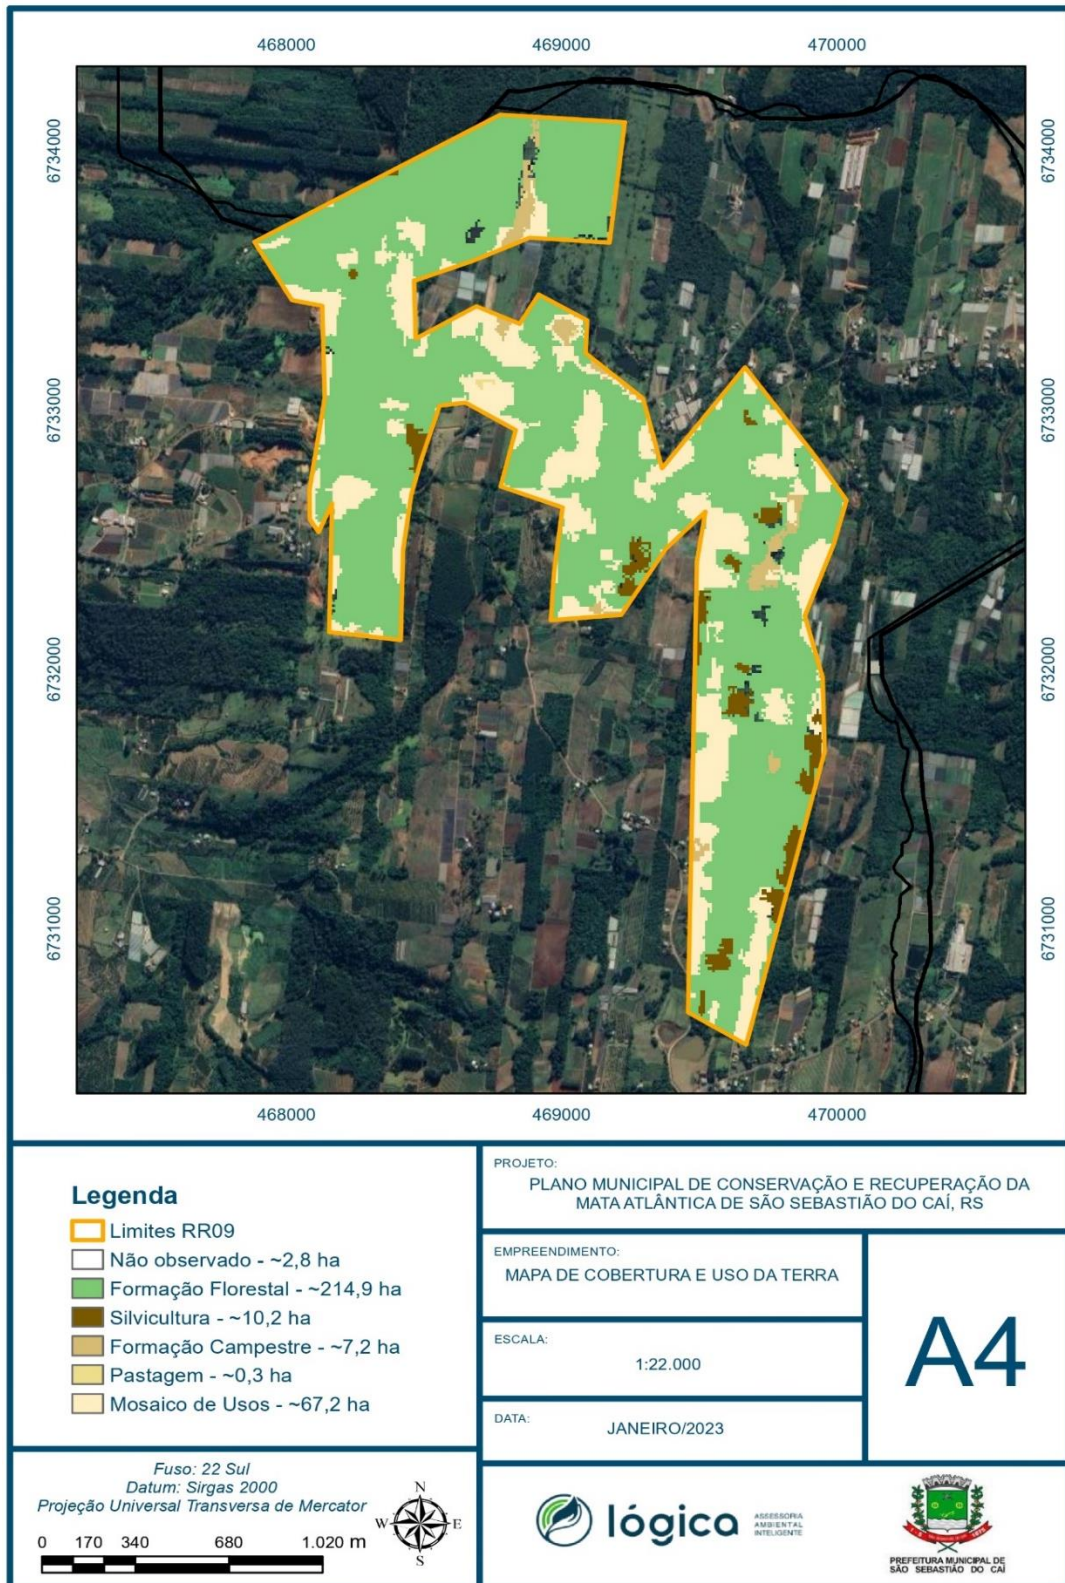 468000 469000 470000
6734000 6734000
6733000 6733000
6732000 6732000
6731000 6731000
468000 469000 470000
Legenda
Limites RR09
Não observado - ~2,8 ha
Formação Florestal - ~214,9 ha
Silvicultura - ~10,2 ha
Formação Campestre - ~7,2 ha
Pastagem - ~0,3 ha
Mosaico de Usos - ~67,2 ha
PROJETO:
PLANO MUNICIPAL DE CONSERVAÇÃO E RECUPERAÇÃO DA
MATA ATLÂNTICA DE SÃO SEBASTIÃO DO CAÍ, RS
EMPREENDIMENTO:
MAPA DE COBERTURA E USO DA TERRA
ESCALA:
1:22.000
DATA:
JANEIRO/2023
A4
Fuso: 22 Sul
Datum: Sirgas 2000
Projeção Universal Transversa de Mercator
0 170 340 680 1.020 m
N
W E
S
lógica
ASSESSORIA
AMBIENTAL
INTELIGENTE
PREFEITURA MUNICIPAL DE
SÃO SEBASTIÃO DO CAÍ